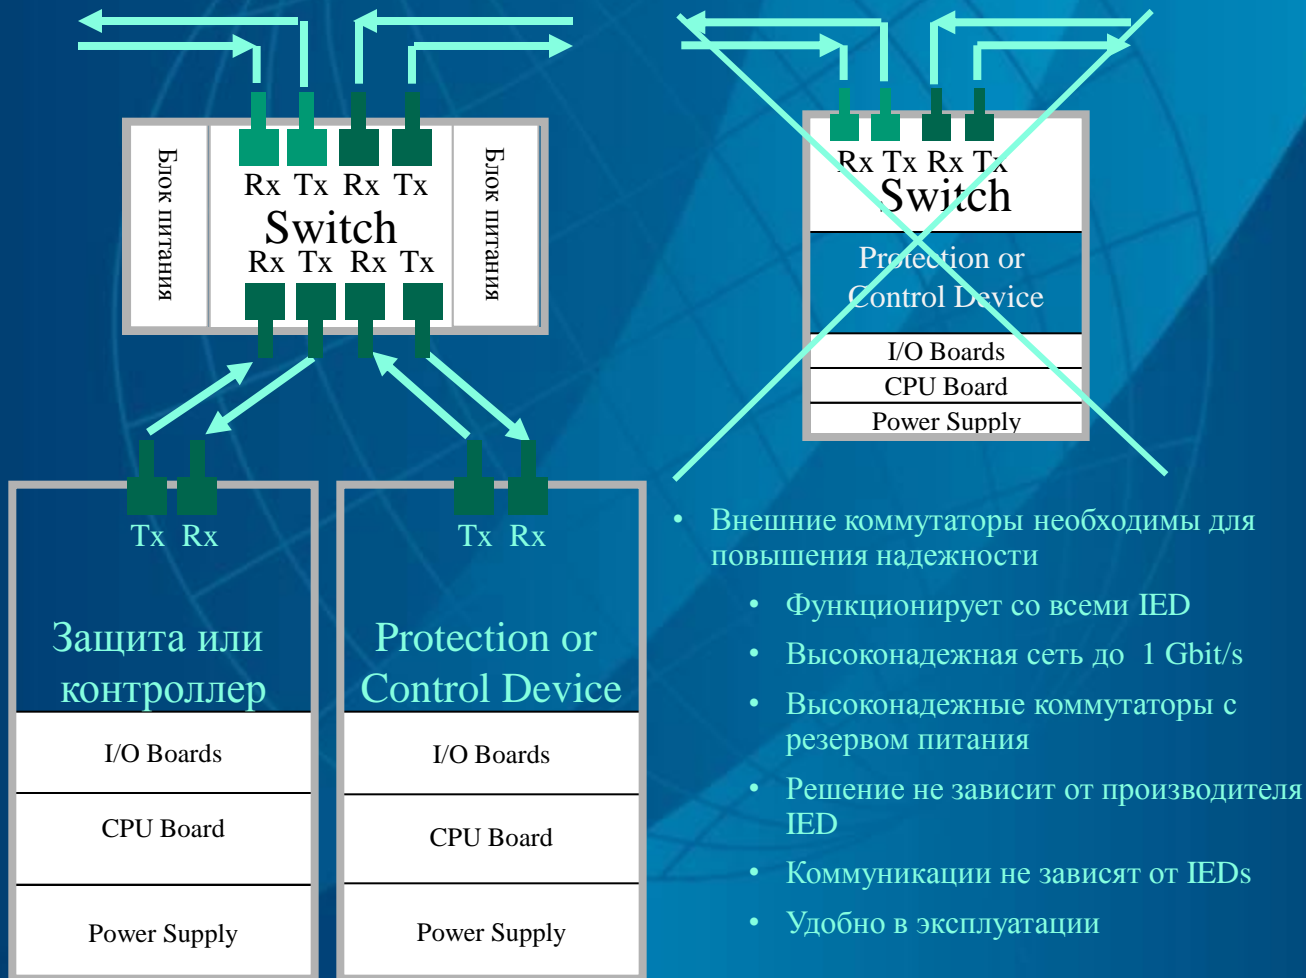 Блок питания
Rx Tx Rx Tx
Switch
Rx Tx Rx Tx
Блок питания
Tx Rx
Защита или
контроллер
I/O Boards
CPU Board
Power Supply
Tx Rx
Protection or
Control Device
I/O Boards
CPU Board
Power Supply
Rx Tx Rx Tx
Switch
Protection or
Control Device
I/O Boards
CPU Board
Power Supply
• Внешние коммутаторы необходимы для
повышения надежности
• Функционирует со всеми IED
• Высоконадежная сеть до 1 Gbit/s
• Высоконадежные коммутаторы с
резервом питания
• Решение не зависит от производителя
IED
• Коммуникации не зависят от IEDs
• Удобно в эксплуатации